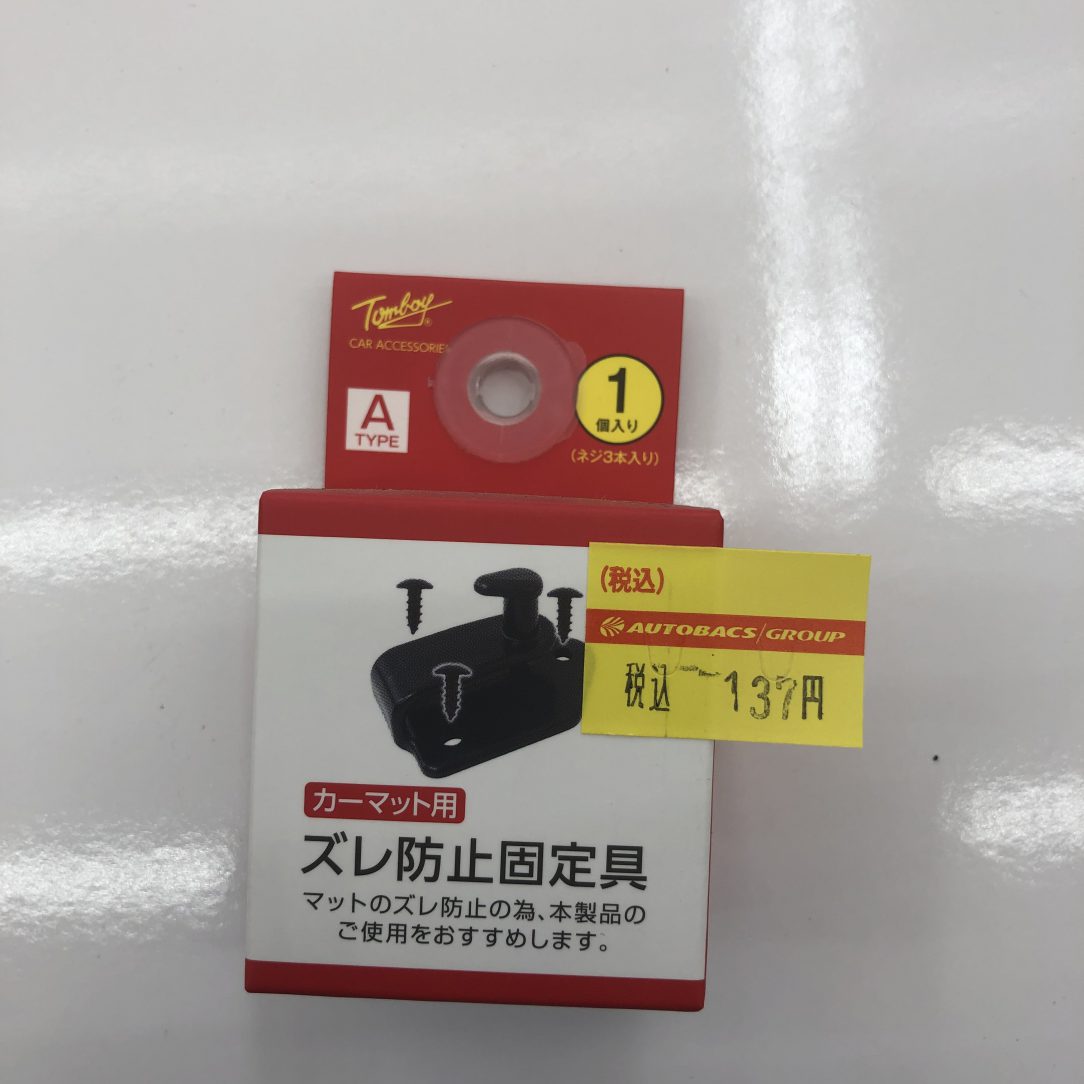 Tomboy®
CAR ACCESSORIES
A
TYPE
1
個入り
(ネジ3本入り)
(税込)
AUTOBACS/GROUP
税込 137円
カーマット用
ズレ防止固定具
マットのズレ防止の為、本製品の
ご使用をおすすめします。